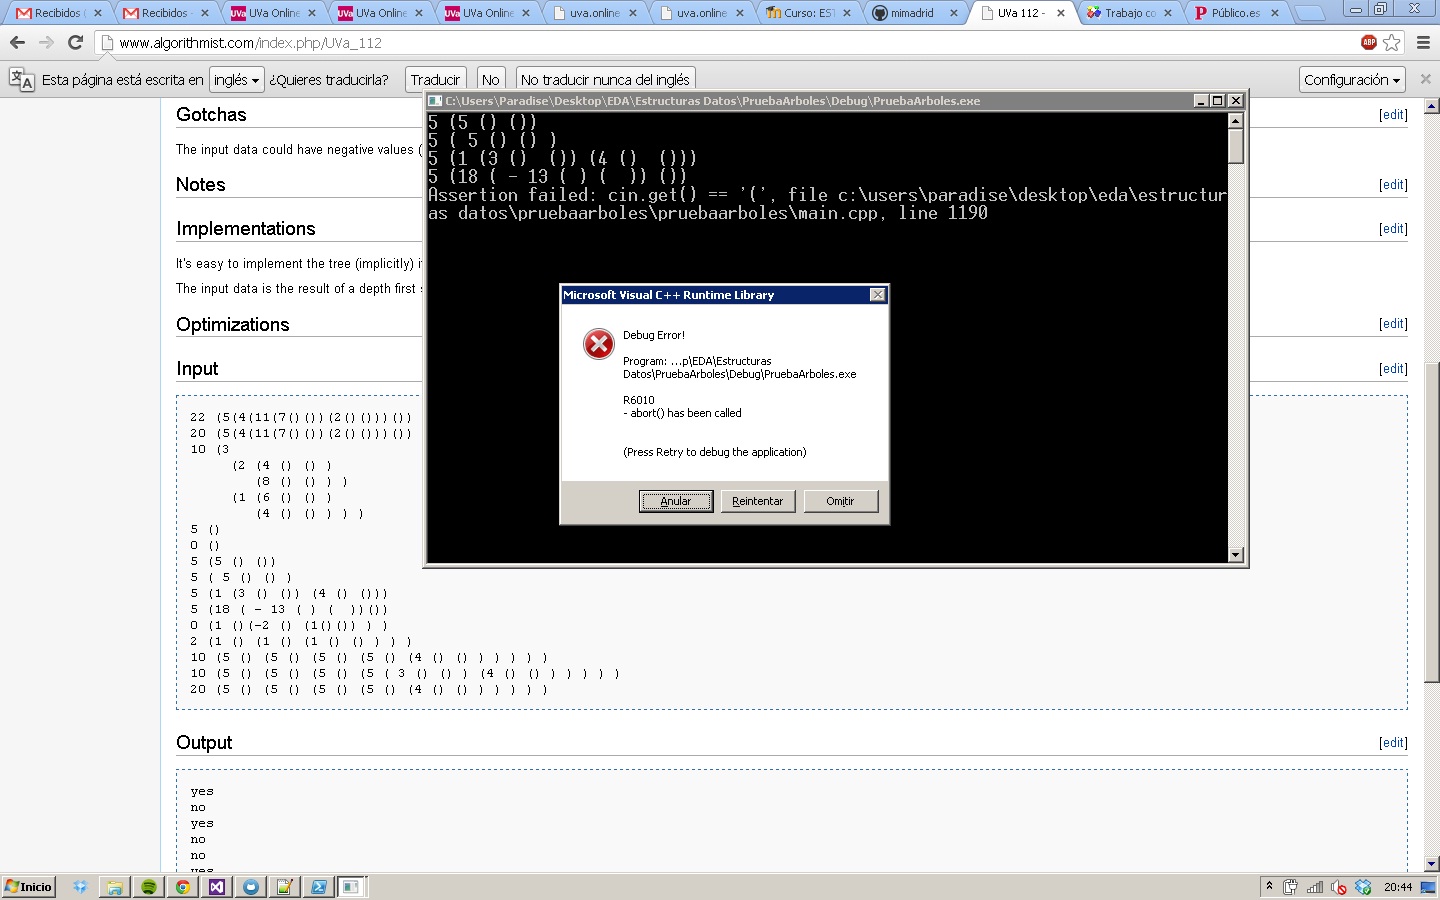 Recibidos (
Recibidos -
UVa Online
UVa Online
UVa Online
uva.online
uva.online
Curso: EST
mimadrid
UVa 112 -
Trabajo co
Público.es
www.algorithmist.com/index.php/UVa_112
ABP
Esta página está escrita en inglés ¿Quieres traducirla? Traducir No No traducir nunca del inglés Configuración
Gotchas
[edit]
The input data could have negative values (
Notes
[edit]
Implementations
[edit]
It's easy to implement the tree (implicitly) i
The input data is the result of a depth first s
Optimizations
[edit]
Input
[edit]
22 (5(4(11(7()())(2()()))())
20 (5(4(11(7()())(2()()))())
10 (3
(2 (4 () () )
(8 () () ) )
(1 (6 () () )
(4 () () ) ) )
5 ()
0 ()
5 (5 () ())
5 ( 5 () () )
5 (1 (3 () ()) (4 () ()))
5 (18 ( - 13 ( ) ( ))())
0 (1 ()(-2 () (1()()) ) )
2 (1 () (1 () (1 () () ) ) )
10 (5 () (5 () (5 () (5 () (4 () () ) ) ) ) )
10 (5 () (5 () (5 () (5 ( 3 () () ) (4 () () ) ) ) ) )
20 (5 () (5 () (5 () (5 () (4 () () ) ) ) ) )
Output
[edit]
yes
no
yes
no
no
yes
C:\Users\Paradise\Desktop\EDA\Estructuras Datos\PruebaArboles\Debug\PruebaArboles.exe
5 (5 () ())
5 ( 5 () () )
5 (1 (3 ()  ()) (4 ()  ()))
5 (18 ( - 13 ( ) (  )) ())
Assertion failed: cin.get() == '(', file c:\users\paradise\desktop\eda\estructur
as datos\pruebaarboles\pruebaarboles\main.cpp, line 1190
Microsoft Visual C++ Runtime Library
Debug Error!
Program: ...p\EDA\Estructuras
Datos\PruebaArboles\Debug\PruebaArboles.exe
R6010
- abort() has been called
(Press Retry to debug the application)
Anular Reintentar Omitir
Inicio
20:44